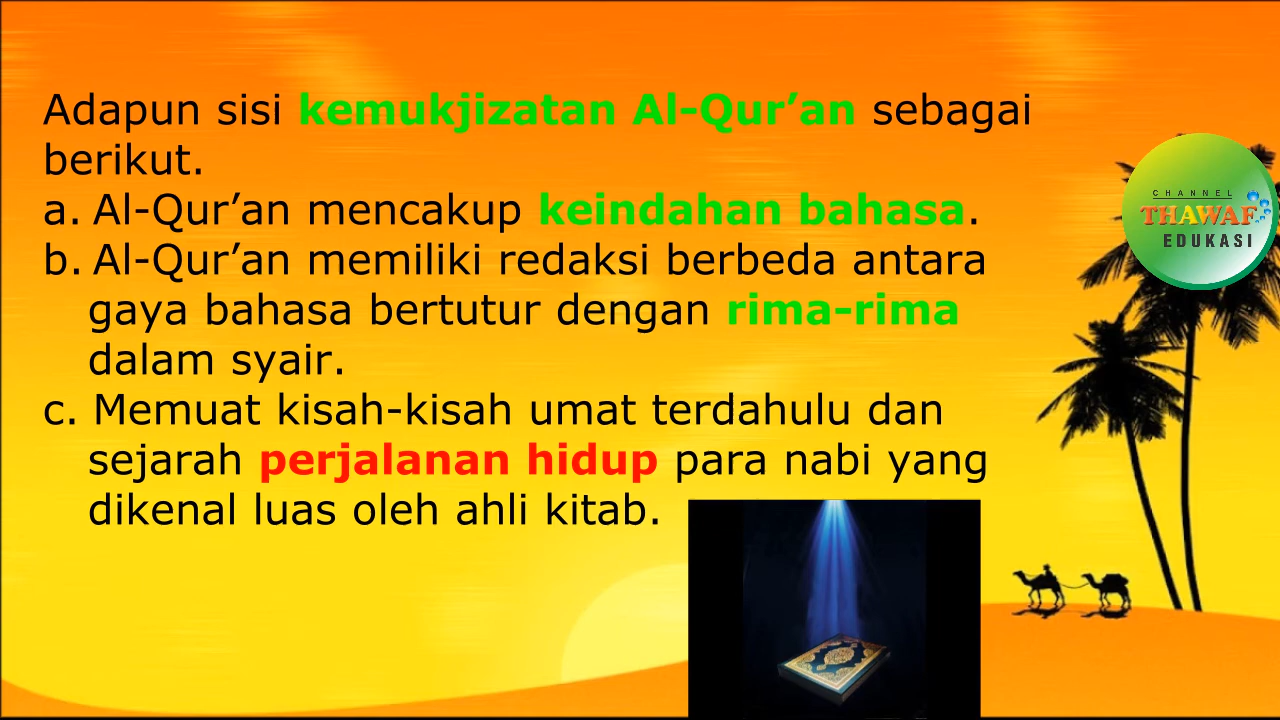 Adapun sisi kemukjizatan Al-Qur’an sebagai
berikut.
a. Al-Qur’an mencakup keindahan bahasa.
b. Al-Qur’an memiliki redaksi berbeda antara
gaya bahasa bertutur dengan rima-rima
dalam syair.
c. Memuat kisah-kisah umat terdahulu dan
sejarah perjalanan hidup para nabi yang
dikenal luas oleh ahli kitab.
CHANNEL
THAWAF
EDUKASI